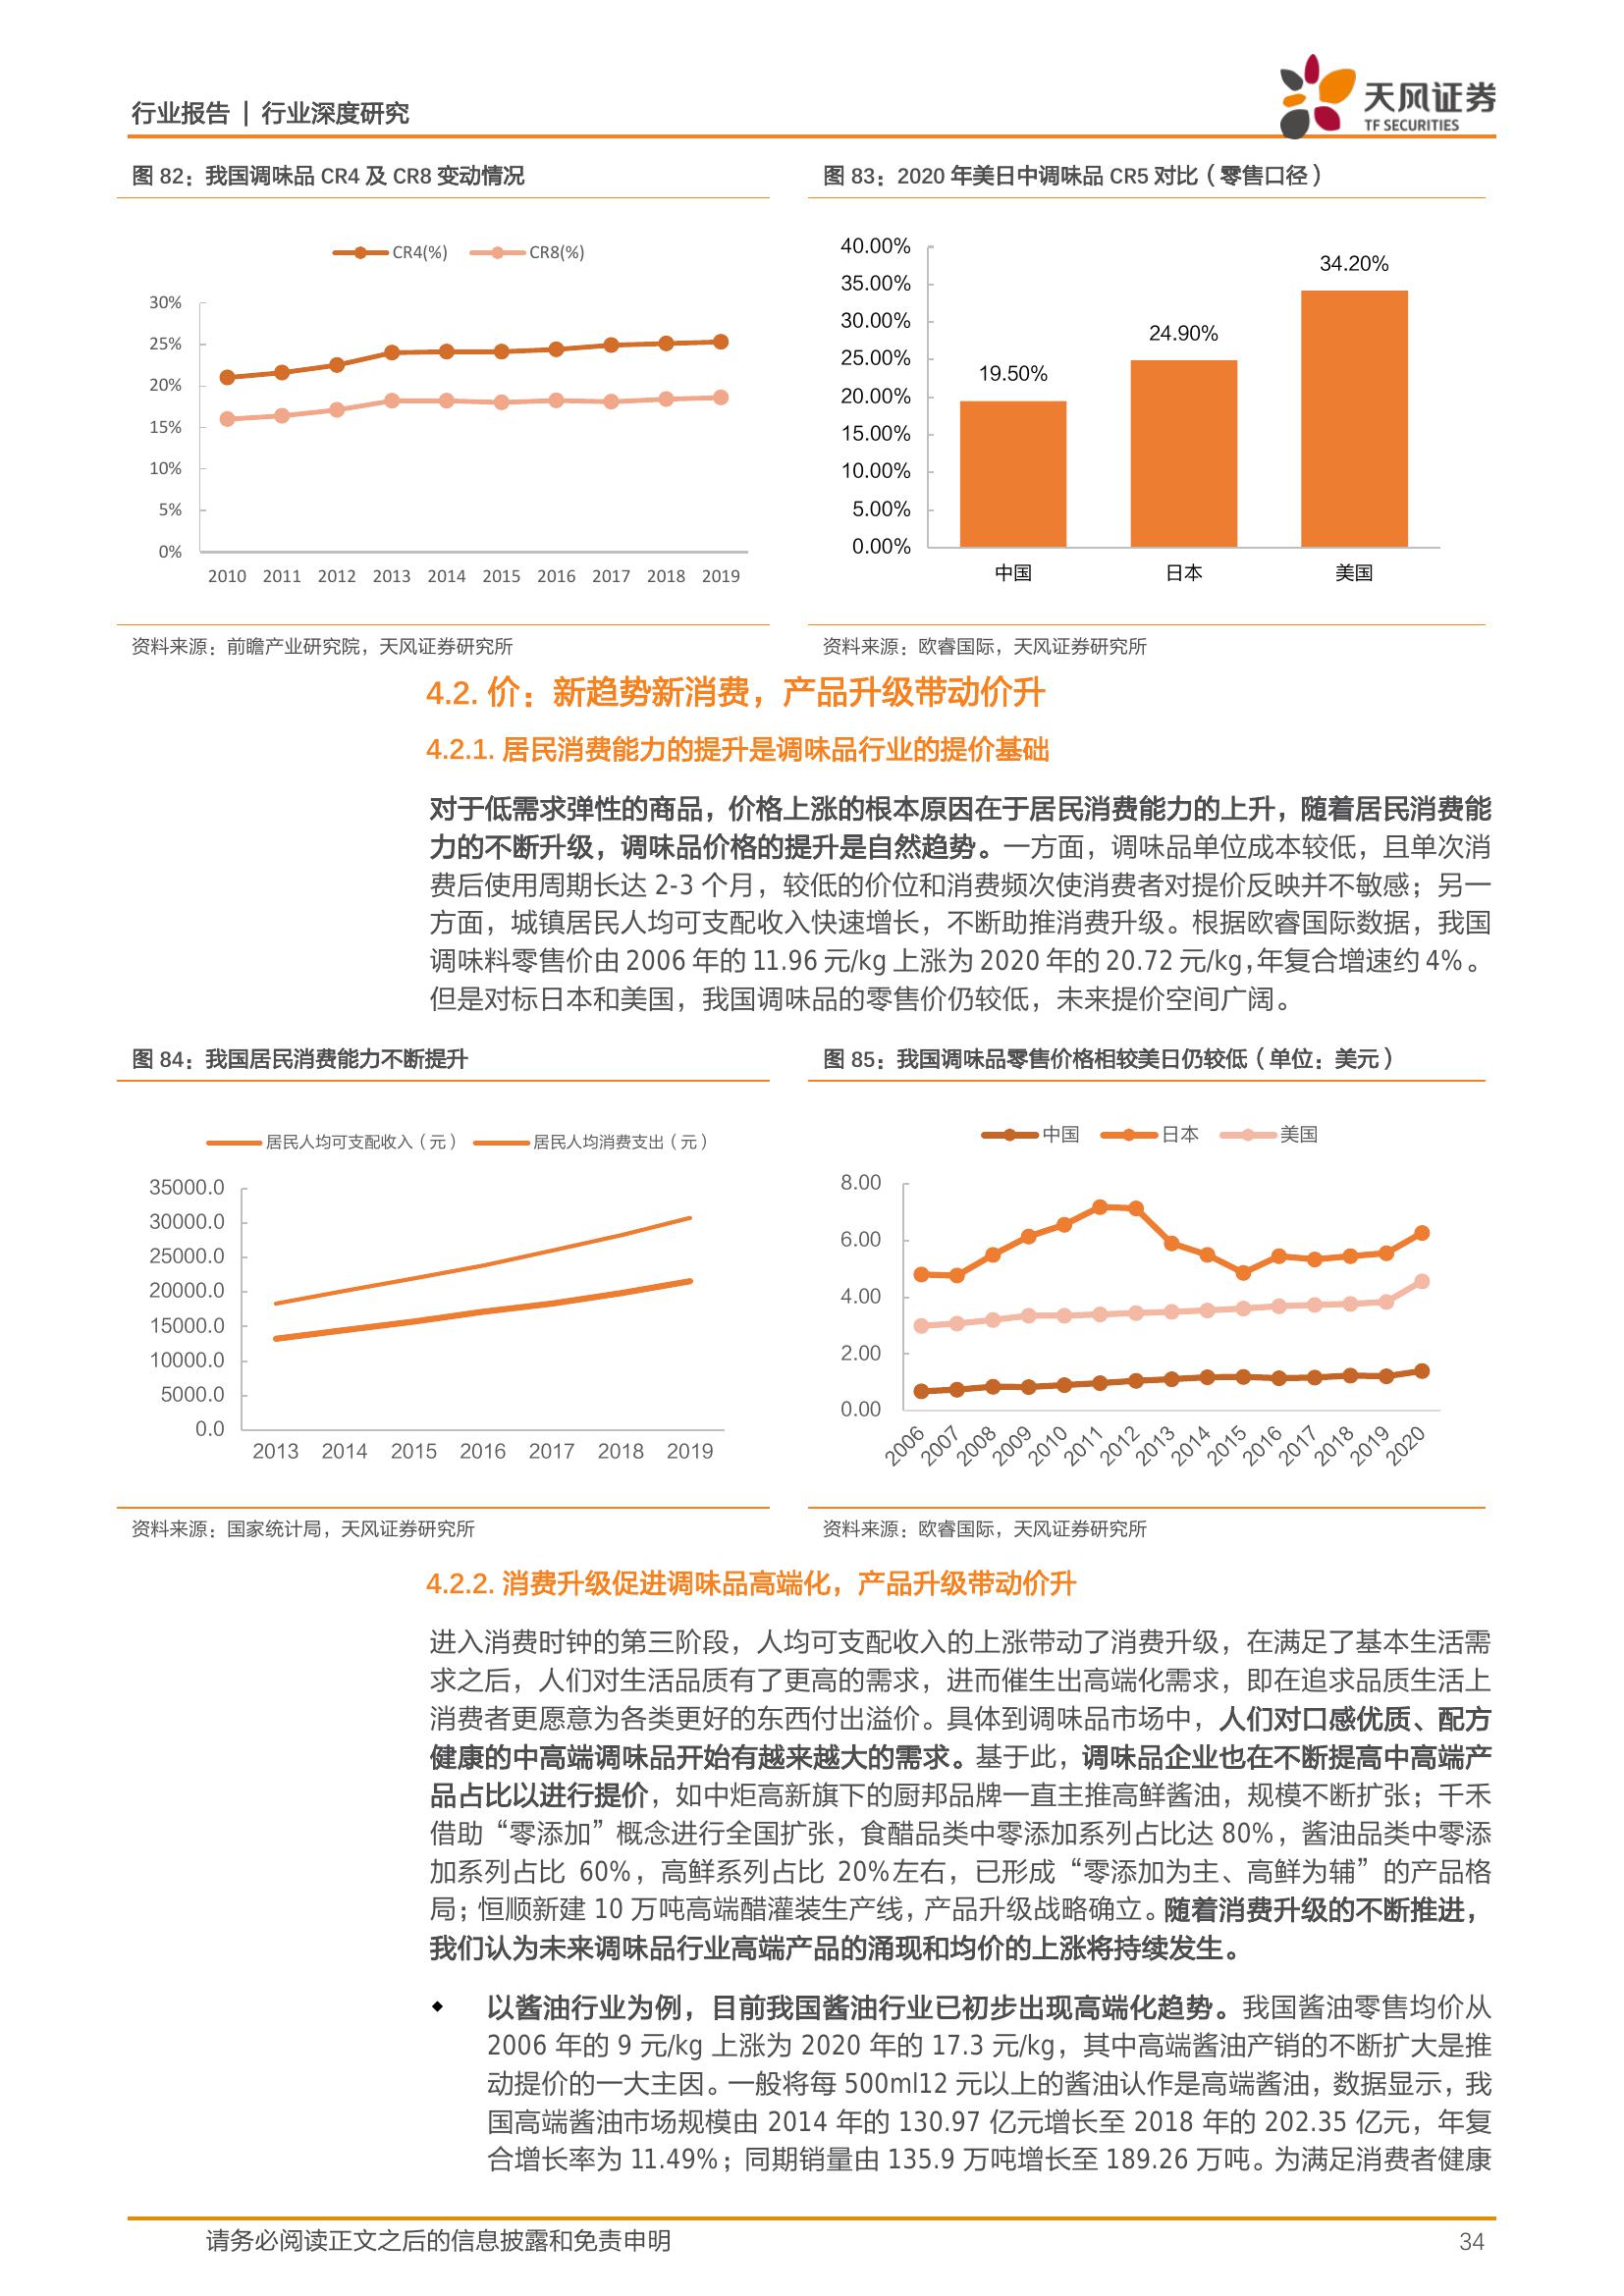 行业报告 | 行业深度研究
天风证券
TF SECURITIES
图 82：我国调味品 CR4 及 CR8 变动情况
CR4(%) CR8(%)
30%
25%
20%
15%
10%
5%
0%
2010 2011 2012 2013 2014 2015 2016 2017 2018 2019
资料来源：前瞻产业研究院，天风证券研究所
图 83：2020 年美日中调味品 CR5 对比（零售口径）
40.00%
35.00%
30.00%
25.00%
20.00%
15.00%
10.00%
5.00%
0.00%
19.50%
24.90%
34.20%
中国 日本 美国
资料来源：欧睿国际，天风证券研究所
4.2. 价：新趋势新消费，产品升级带动价升
4.2.1. 居民消费能力的提升是调味品行业的提价基础
对于低需求弹性的商品，价格上涨的根本原因在于居民消费能力的上升，随着居民消费能
力的不断升级，调味品价格的提升是自然趋势。一方面，调味品单位成本较低，且单次消
费后使用周期长达 2-3 个月，较低的价位和消费频次使消费者对提价反映并不敏感；另一
方面，城镇居民人均可支配收入快速增长，不断助推消费升级。根据欧睿国际数据，我国
调味料零售价由 2006 年的 11.96 元/kg 上涨为 2020 年的 20.72 元/kg,年复合增速约 4%。
但是对标日本和美国，我国调味品的零售价仍较低，未来提价空间广阔。
图 84：我国居民消费能力不断提升
居民人均可支配收入（元） 居民人均消费支出（元）
35000.0
30000.0
25000.0
20000.0
15000.0
10000.0
5000.0
0.0
2013 2014 2015 2016 2017 2018 2019
资料来源：国家统计局，天风证券研究所
图 85：我国调味品零售价格相较美日仍较低（单位：美元）
中国 日本 美国
8.00
6.00
4.00
2.00
0.00
2006 2007 2008 2009 2010 2011 2012 2013 2014 2015 2016 2017 2018 2019 2020
资料来源：欧睿国际，天风证券研究所
4.2.2. 消费升级促进调味品高端化，产品升级带动价升
进入消费时钟的第三阶段，人均可支配收入的上涨带动了消费升级，在满足了基本生活需
求之后，人们对生活品质有了更高的需求，进而催生出高端化需求，即在追求品质生活上
消费者更愿意为各类更好的东西付出溢价。具体到调味品市场中，人们对口感优质、配方
健康的中高端调味品开始有越来越大的需求。基于此，调味品企业也在不断提高中高端产
品占比以进行提价，如中炬高新旗下的厨邦品牌一直主推高鲜酱油，规模不断扩张；千禾
借助“零添加”概念进行全国扩张，食醋品类中零添加系列占比达 80%，酱油品类中零添
加系列占比 60%，高鲜系列占比 20%左右，已形成“零添加为主、高鲜为辅”的产品格
局；恒顺新建 10 万吨高端醋灌装生产线，产品升级战略确立。随着消费升级的不断推进，
我们认为未来调味品行业高端产品的涌现和均价的上涨将持续发生。
◆ 以酱油行业为例，目前我国酱油行业已初步出现高端化趋势。我国酱油零售均价从
2006 年的 9 元/kg 上涨为 2020 年的 17.3 元/kg，其中高端酱油产销的不断扩大是推
动提价的一大主因。一般将每 500ml12 元以上的酱油认作是高端酱油，数据显示，我
国高端酱油市场规模由 2014 年的 130.97 亿元增长至 2018 年的 202.35 亿元，年复
合增长率为 11.49%；同期销量由 135.9 万吨增长至 189.26 万吨。为满足消费者健康
请务必阅读正文之后的信息披露和免责申明
34